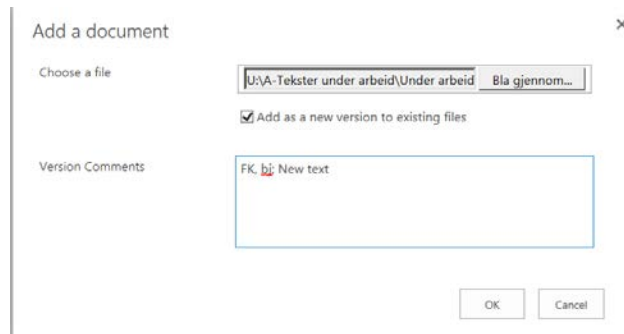 Add a document
Choose a file
U:\A-Tekster under arbeid\Under arbeid Bla gjennom...
Add as a new version to existing files
Version Comments
FK, bj: New text
OK Cancel